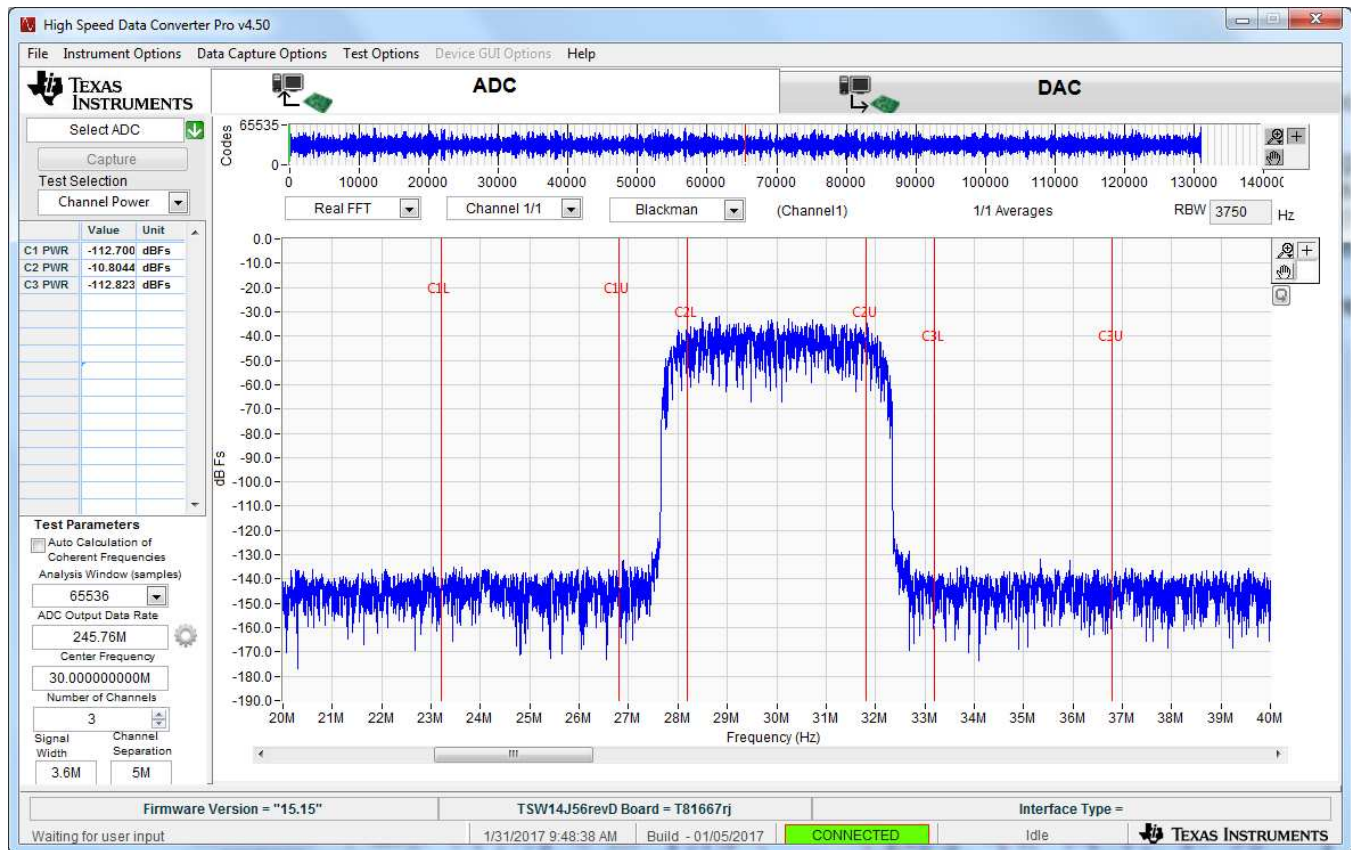 High Speed Data Converter Pro v4.50
File Instrument Options Data Capture Options Test Options Device GUI Options Help
TEXAS INSTRUMENTS
ADC
DAC
Select ADC
Capture
Test Selection
Channel Power
Value Unit
C1 PWR -112.700 dBFs
C2 PWR -10.8044 dBFs
C3 PWR -112.823 dBFs
Test Parameters
Auto Calculation of
Coherent Frequencies
Analysis Window (samples)
65536
ADC Output Data Rate
245.76M
Center Frequency
30.000000000M
Number of Channels
3
Signal Width
Channel Separation
3.6M 5M
Codes
65535
0
0 10000 20000 30000 40000 50000 60000 70000 80000 90000 100000 110000 120000 130000
Real FFT Channel 1/1 Blackman (Channel1) 1/1 Averages RBW 3750 Hz
dBFs
0.0
-10.0
-20.0
-30.0
-40.0
-50.0
-60.0
-70.0
-80.0
-90.0
-100.0
-110.0
-120.0
-130.0
-140.0
-150.0
-160.0
-170.0
-180.0
-190.0
C1L C1U
C2L C2U
C3L C3U
20M 21M 22M 23M 24M 25M 26M 27M 28M 29M 30M 31M 32M 33M 34M 35M 36M 37M 38M 39M 40M
Frequency (Hz)
Firmware Version = "15.15" TSW14J56revD Board = T81667rj Interface Type =
Waiting for user input 1/31/2017 9:48:38 AM Build - 01/05/2017 CONNECTED Idle TEXAS INSTRUMENTS